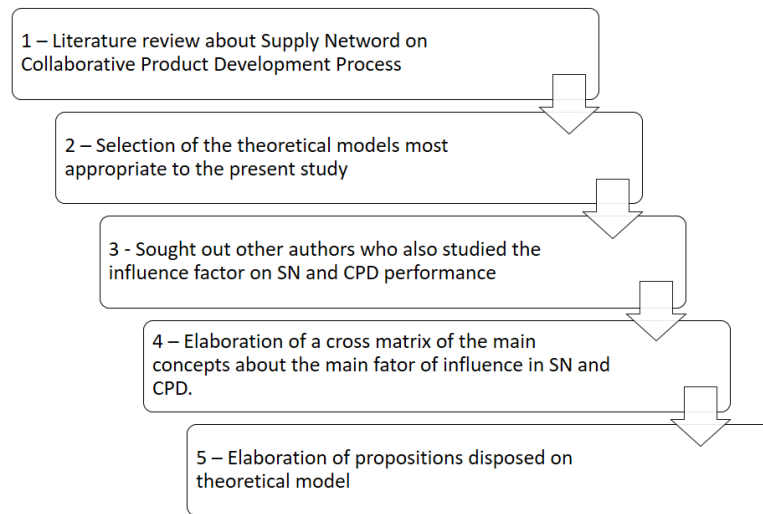 1 – Literature review about Supply Netword on
Collaborative Product Development Process
2 – Selection of the theoretical models most
appropriate to the present study
3 - Sought out other authors who also studied the
influence factor on SN and CPD performance
4 – Elaboration of a cross matrix of the main
concepts about the main fator of influence in SN and
CPD.
5 – Elaboration of propositions disposed on
theoretical model